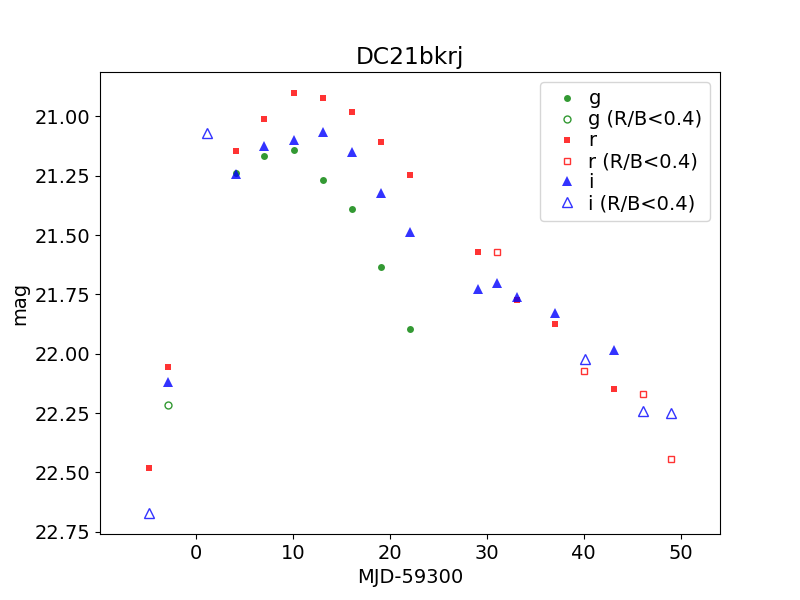 DC21bkrj
g
g (R/B<0.4)
r
r (R/B<0.4)
i
i (R/B<0.4)
mag
21.00
21.25
21.50
21.75
22.00
22.25
22.50
22.75
0 10 20 30 40 50
MJD-59300